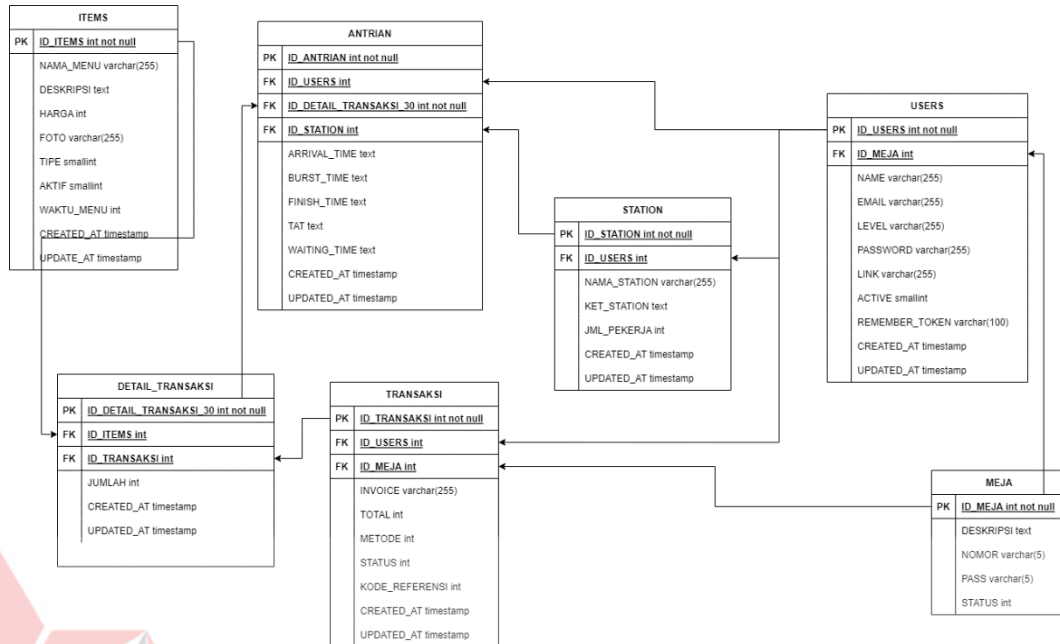 ITEMS
PK ID_ITEMS int not null
NAMA_MENU varchar(255)
DESKRIPSI text
HARGA int
FOTO varchar(255)
TIPE smallint
AKTIF smallint
WAKTU_MENU int
CREATED_AT timestamp
UPDATE_AT timestamp
ANTRIAN
PK ID_ANTRIAN int not null
FK ID_USERS int
FK ID_DETAIL_TRANSAKSI_30 int not null
FK ID_STATION int
ARRIVAL_TIME text
BURST_TIME text
FINISH_TIME text
TAT text
WAITING_TIME text
CREATED_AT timestamp
UPDATED_AT timestamp
USERS
PK ID_USERS int not null
FK ID_MEJA int
NAME varchar(255)
EMAIL varchar(255)
LEVEL varchar(255)
PASSWORD varchar(255)
LINK varchar(255)
ACTIVE smallint
REMEMBER_TOKEN varchar(100)
CREATED_AT timestamp
UPDATED_AT timestamp
STATION
PK ID_STATION int not null
FK ID_USERS int
NAMA_STATION varchar(255)
KET_STATION text
JML_PEKERJA int
CREATED_AT timestamp
UPDATED_AT timestamp
DETAIL_TRANSAKSI
PK ID_DETAIL_TRANSAKSI_30 int not null
FK ID_ITEMS int
FK ID_TRANSAKSI int
JUMLAH int
CREATED_AT timestamp
UPDATED_AT timestamp
TRANSAKSI
PK ID_TRANSAKSI int not null
FK ID_USERS int
FK ID_MEJA int
INVOICE varchar(255)
TOTAL int
METODE int
STATUS int
KODE_REFERENSI int
CREATED_AT timestamp
UPDATED_AT timestamp
MEJA
PK ID_MEJA int not null
DESKRIPSI text
NOMOR varchar(5)
PASS varchar(5)
STATUS int